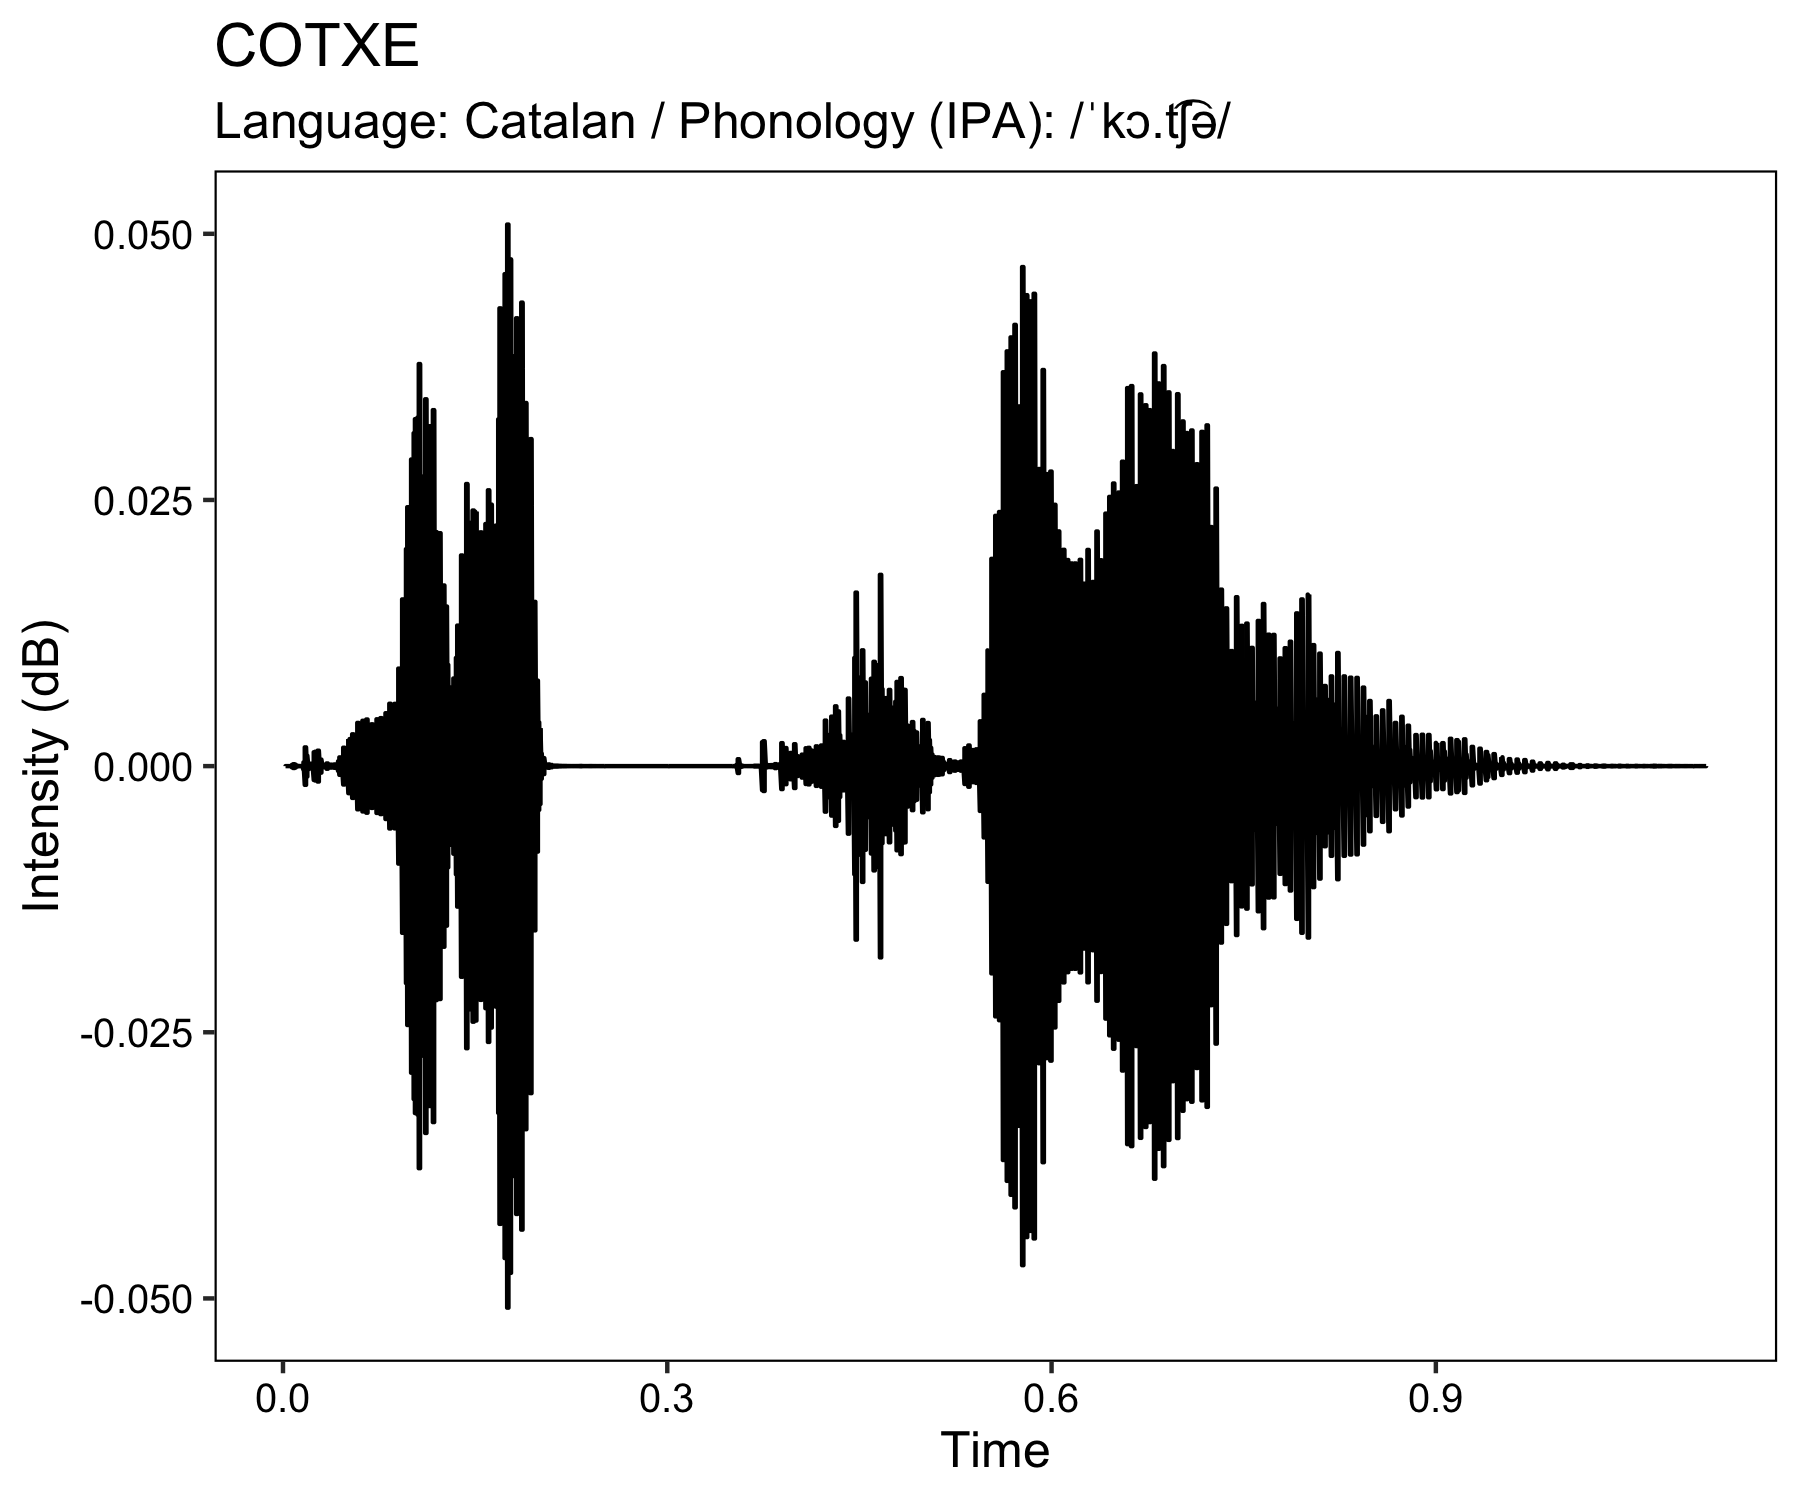 COTXE
Language: Catalan / Phonology (IPA): /ˈkɔ.tʃ͡ə/
0.050
0.025
0.000
-0.025
-0.050
Intensity (dB)
0.0 0.3 0.6 0.9
Time